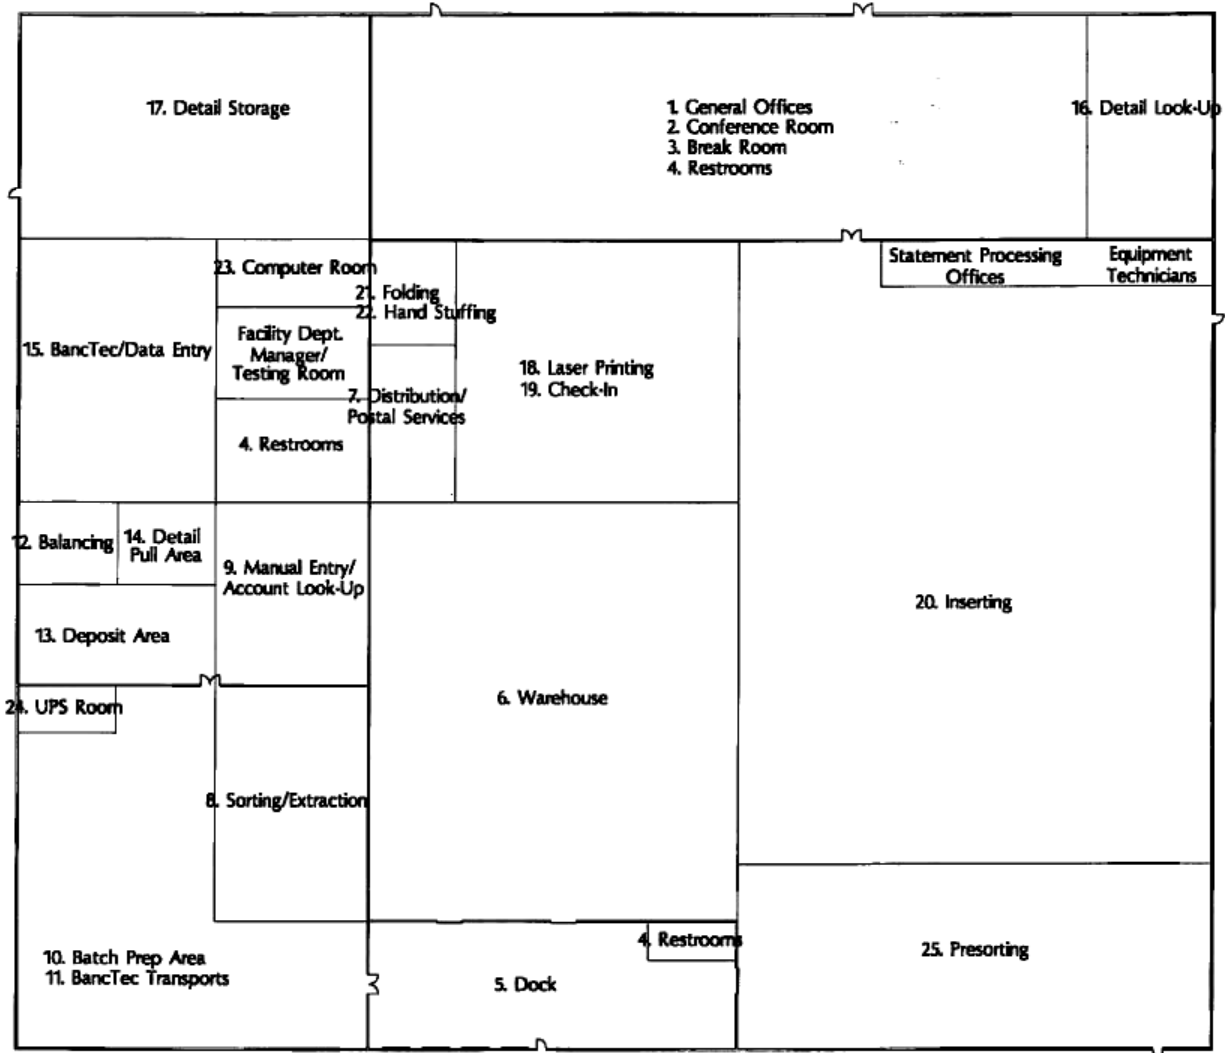 17. Detail Storage
1. General Offices
2. Conference Room
3. Break Room
4. Restrooms
16. Detail Look-Up
Statement Processing
Offices
Equipment
Technicians
23. Computer Room
21. Folding
22. Hand Stuffing
15. BancTec/Data Entry
Facility Dept.
Manager/
Testing Room
18. Laser Printing
19. Check-In
7. Distribution/
Postal Services
4. Restrooms
12. Balancing
14. Detail
Pull Area
9. Manual Entry/
Account Look-Up
20. Inserting
13. Deposit Area
24. UPS Room
6. Warehouse
8. Sorting/Extraction
10. Batch Prep Area
11. BancTec Transports
4. Restrooms
5. Dock
25. Presorting